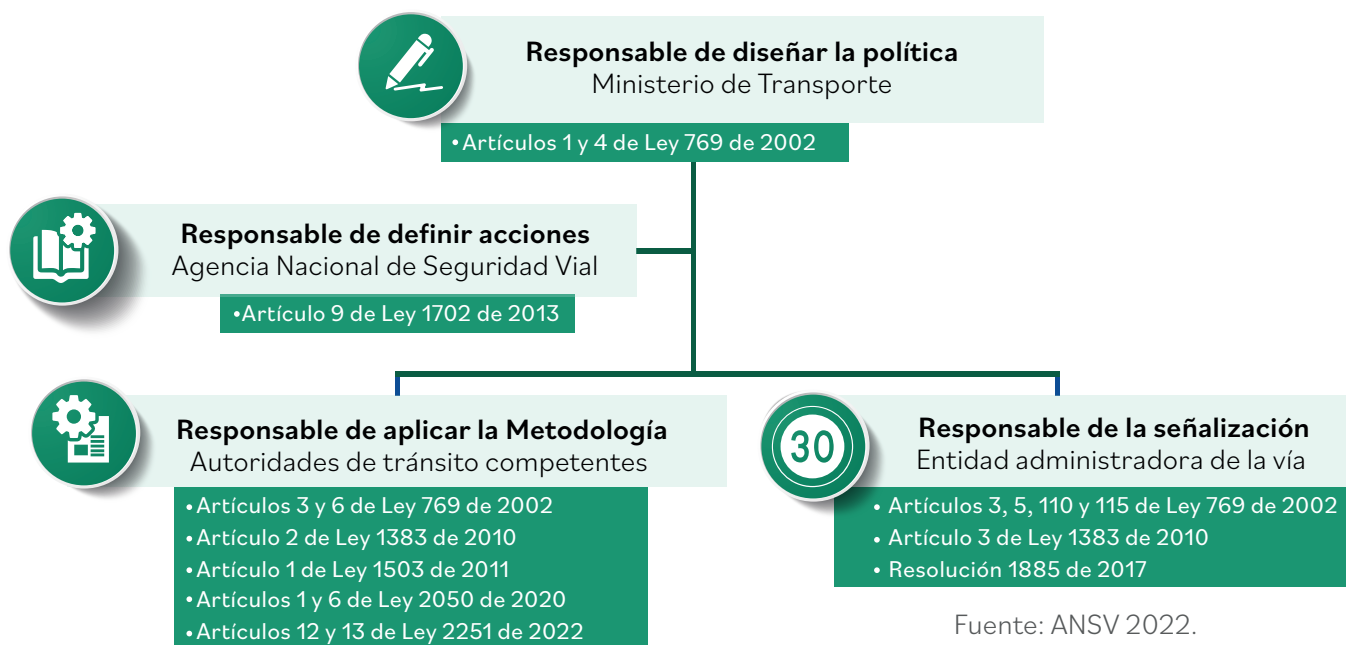 Responsable de diseñar la política
Ministerio de Transporte
•Artículos 1 y 4 de Ley 769 de 2002
Responsable de definir acciones
Agencia Nacional de Seguridad Vial
•Artículo 9 de Ley 1702 de 2013
Responsable de aplicar la Metodología
Autoridades de tránsito competentes
•Artículos 3 y 6 de Ley 769 de 2002
•Artículo 2 de Ley 1383 de 2010
•Artículo 1 de Ley 1503 de 2011
•Artículos 1 y 6 de Ley 2050 de 2020
•Artículos 12 y 13 de Ley 2251 de 2022
30
Responsable de la señalización
Entidad administradora de la vía
• Artículos 3, 5, 110 y 115 de Ley 769 de 2002
• Artículo 3 de Ley 1383 de 2010
• Resolución 1885 de 2017
Fuente: ANSV 2022.